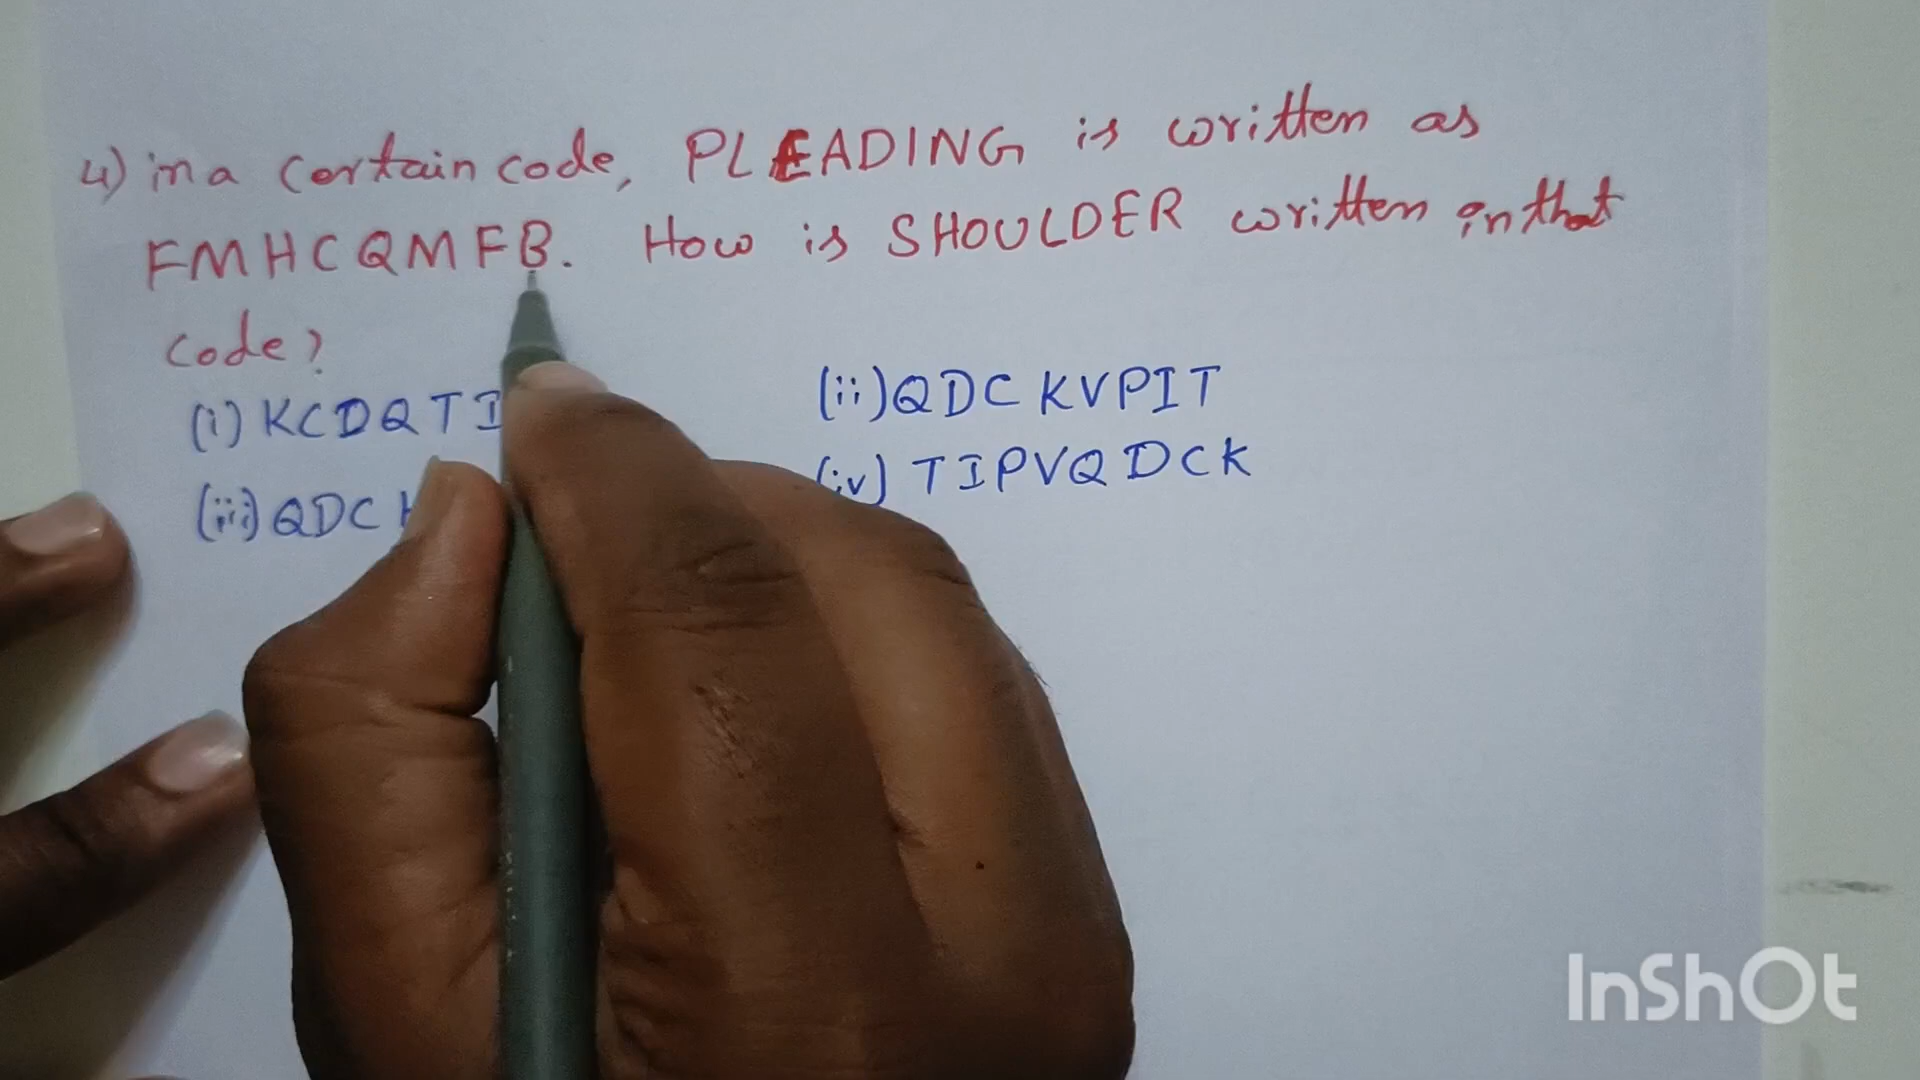 4) in a certain code, PLEADING is written as
FMHCQMFB. How is SHOULDER written in that
code?
(i) KCDQTI (ii) QDCKVPIT
(iii) QDC (iv) TIPVQDCK
InShOt